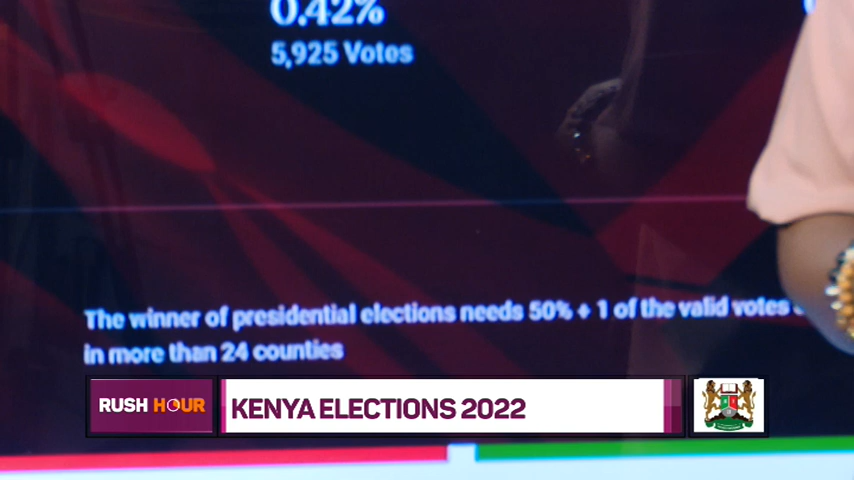 0.42%
5,925 Votes
The winner of presidential elections needs 50% + 1 of the valid votes
in more than 24 counties
RUSH HOUR
KENYA ELECTIONS 2022